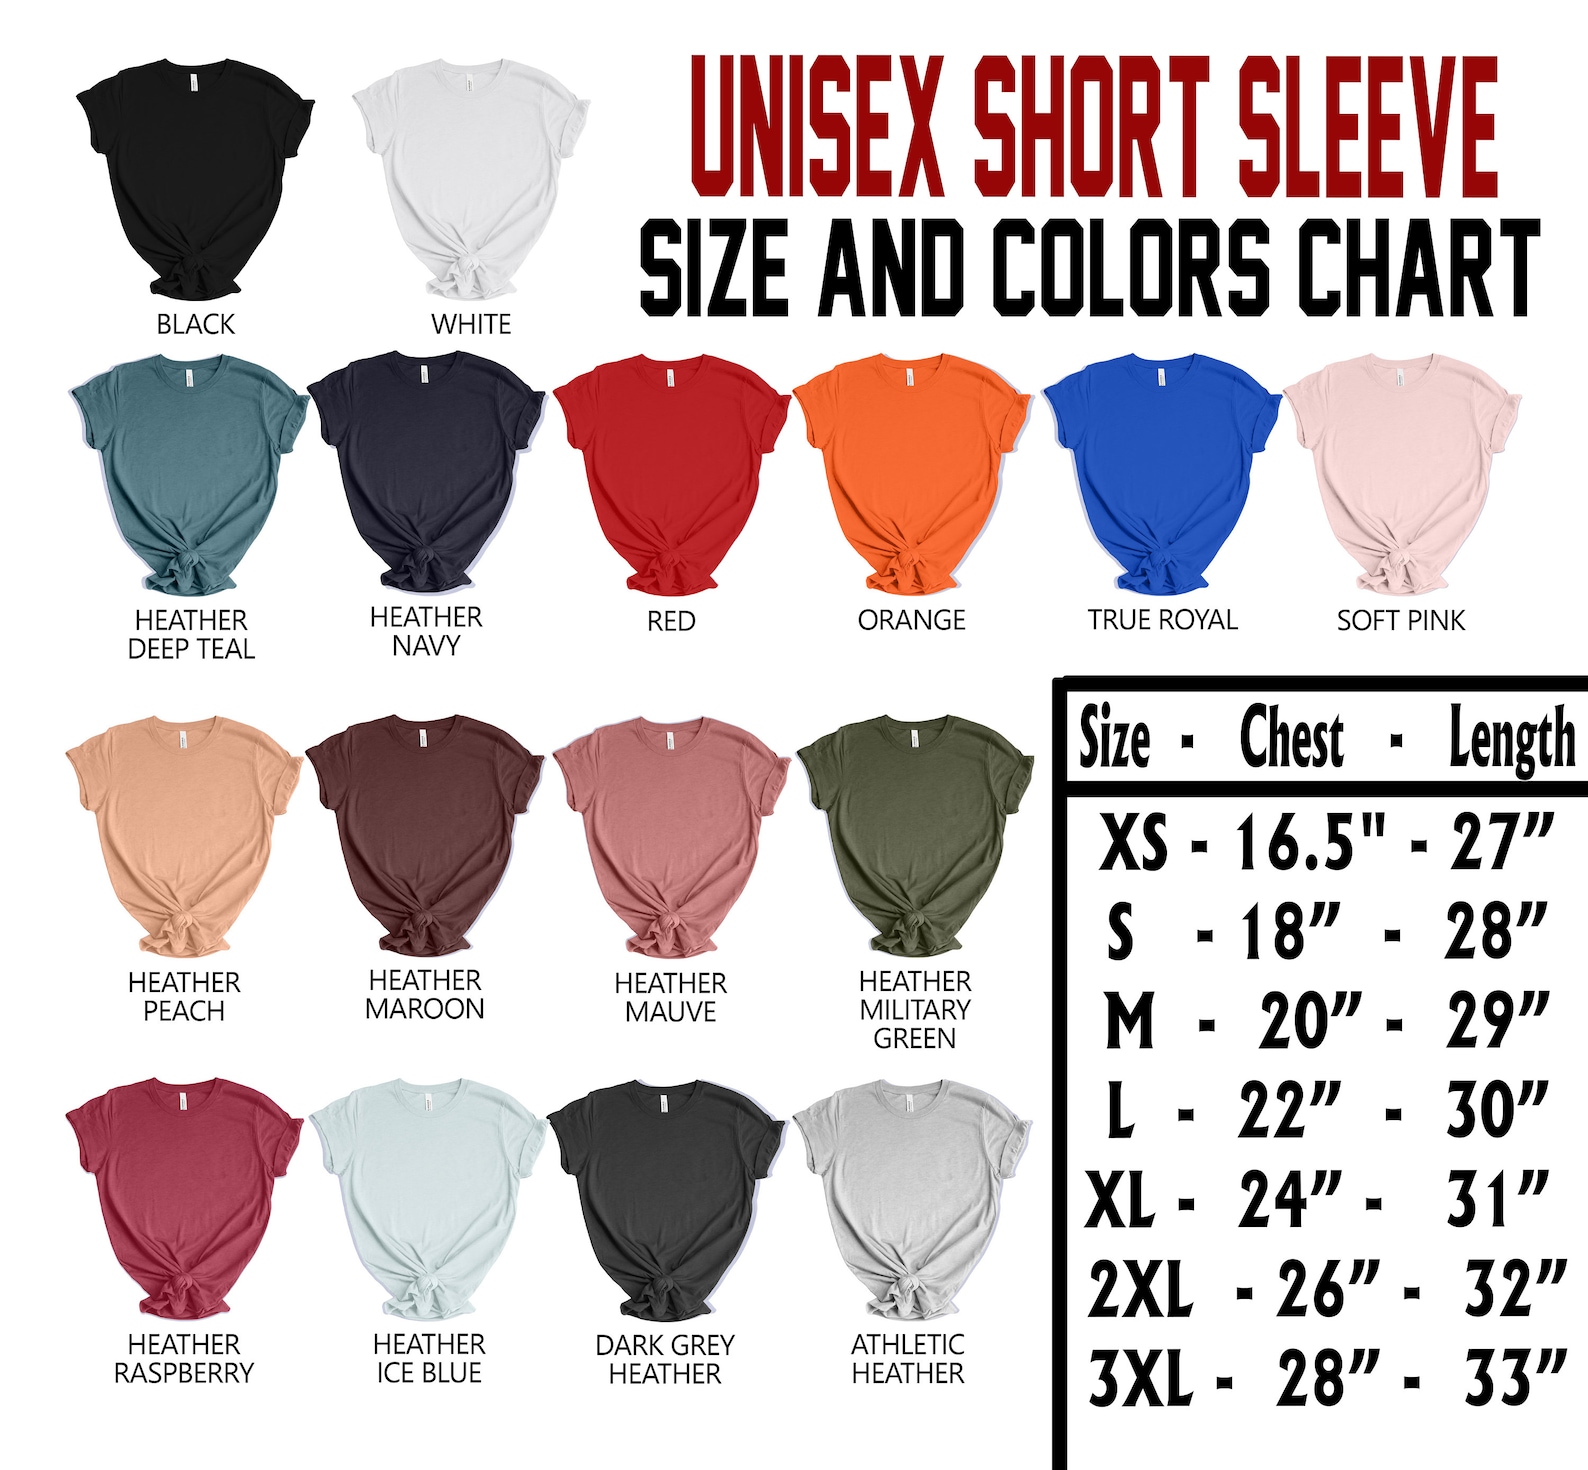 UNISEX SHORT SLEEVE
SIZE AND COLORS CHART
BLACK
WHITE
HEATHER
DEEP TEAL
HEATHER
NAVY
RED
ORANGE
TRUE ROYAL
SOFT PINK
HEATHER
PEACH
HEATHER
MAROON
HEATHER
MAUVE
HEATHER
MILITARY
GREEN
HEATHER
RASPBERRY
HEATHER
ICE BLUE
DARK GREY
HEATHER
ATHLETIC
HEATHER
Size - Chest - Length
XS - 16.5" - 27”
S - 18” - 28”
M - 20” - 29”
L - 22” - 30”
XL - 24” - 31”
2XL - 26” - 32”
3XL - 28” - 33”